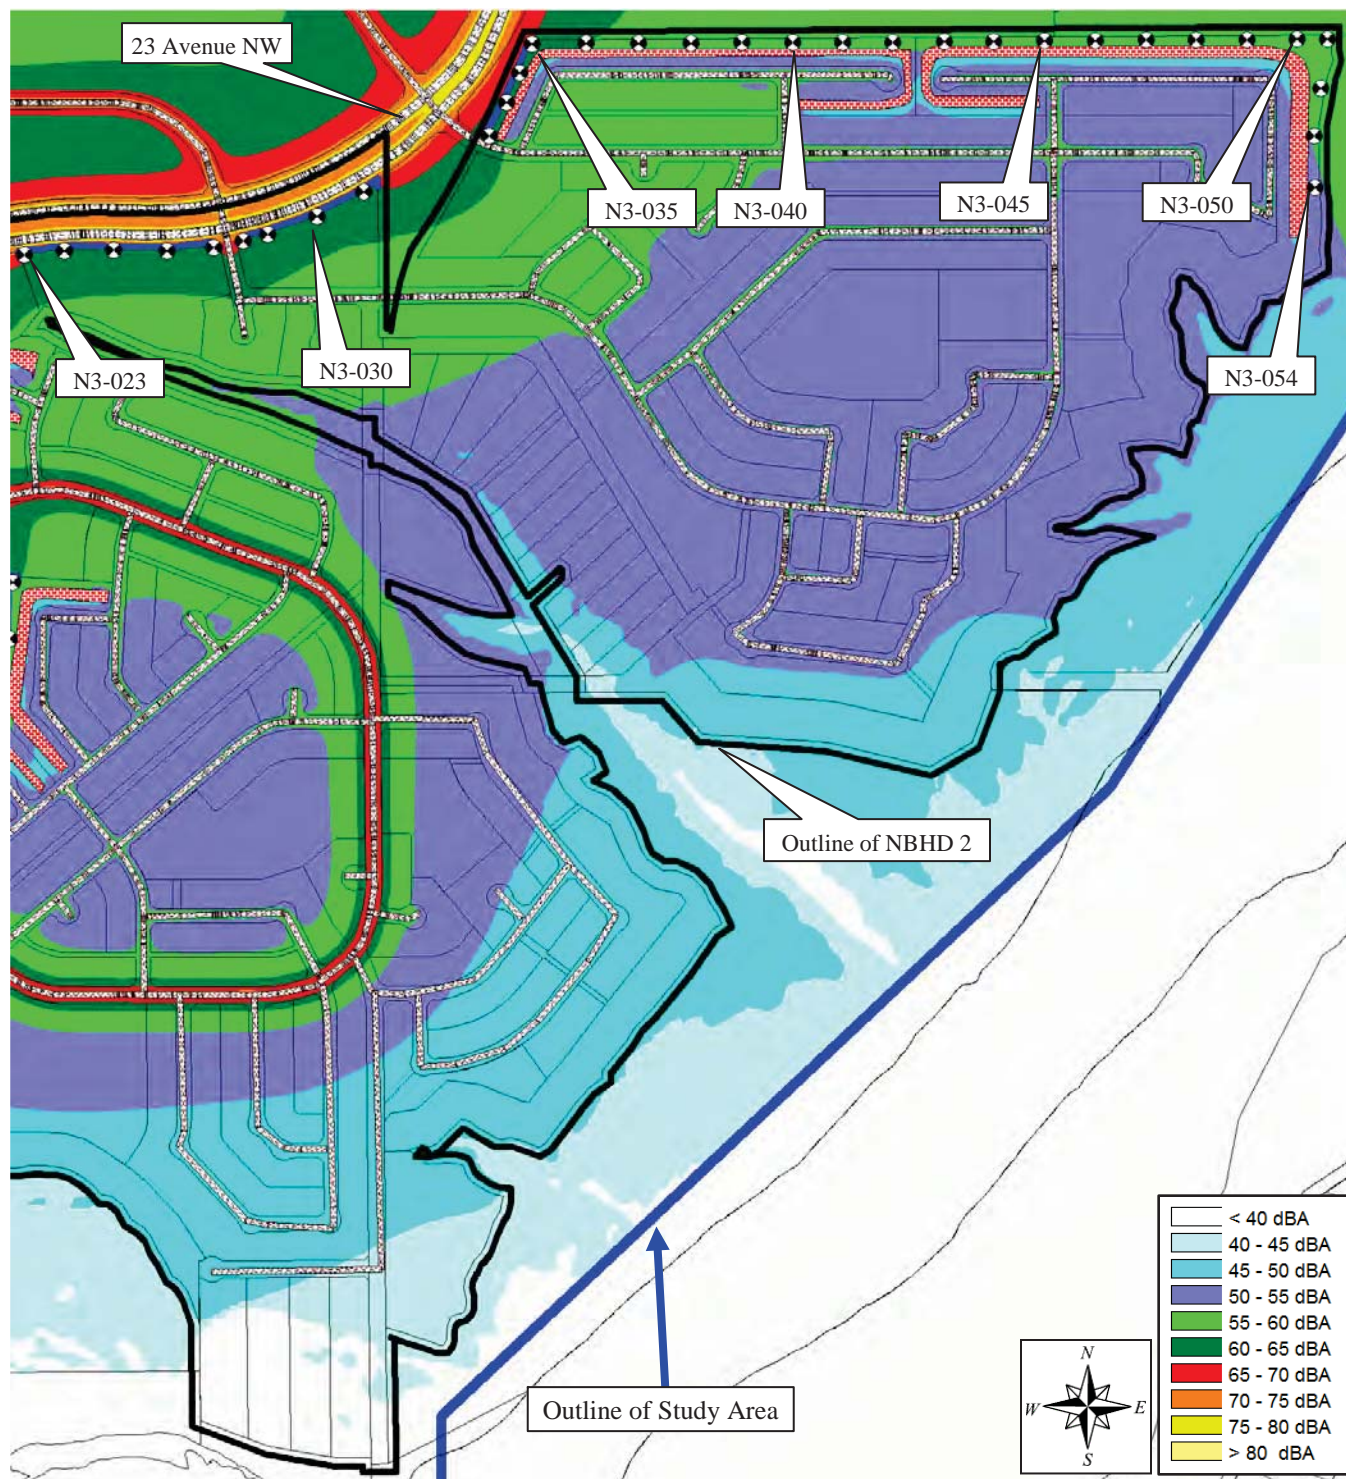 23 Avenue NW
N3-035
N3-040
N3-045
N3-050
N3-023
N3-030
N3-054
Outline of NBHD 2
Outline of Study Area
N
W
E
S
< 40 dBA
40 - 45 dBA
45 - 50 dBA
50 - 55 dBA
55 - 60 dBA
60 - 65 dBA
65 - 70 dBA
70 - 75 dBA
75 - 80 dBA
> 80 dBA